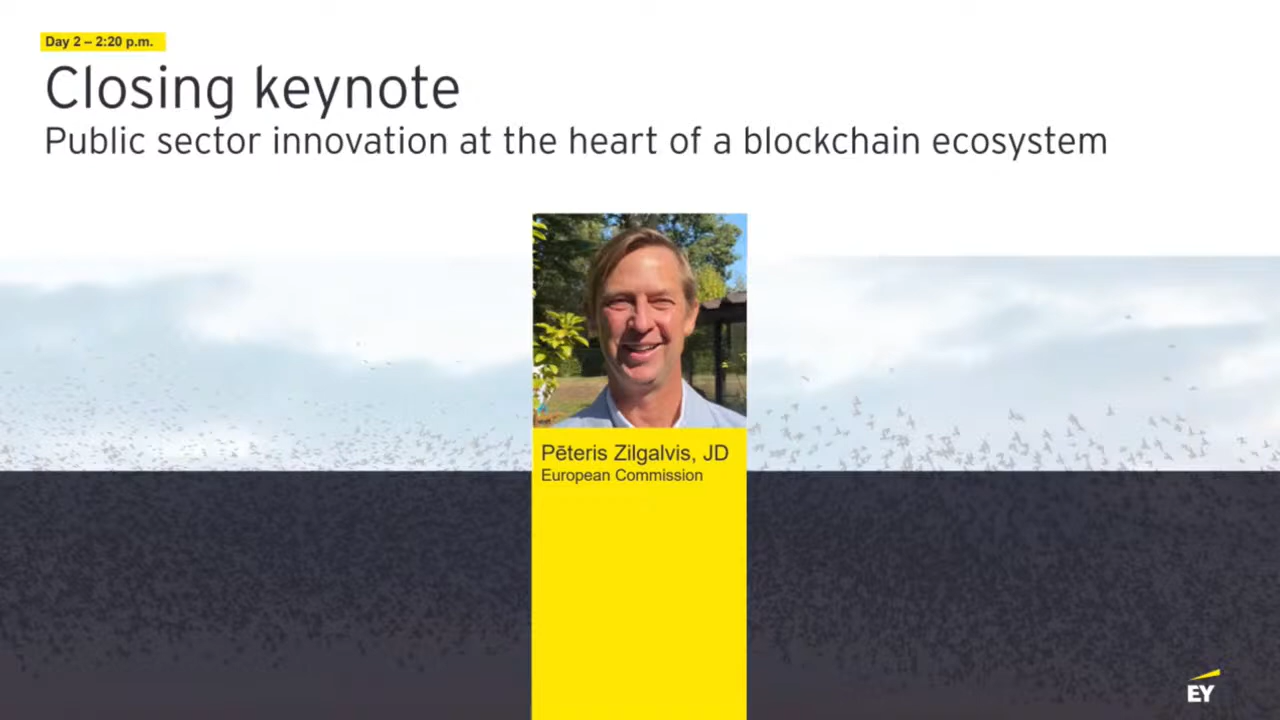 Day 2 – 2:20 p.m.
Closing keynote
Public sector innovation at the heart of a blockchain ecosystem
Pēteris Zilgalvis, JD
European Commission
EY